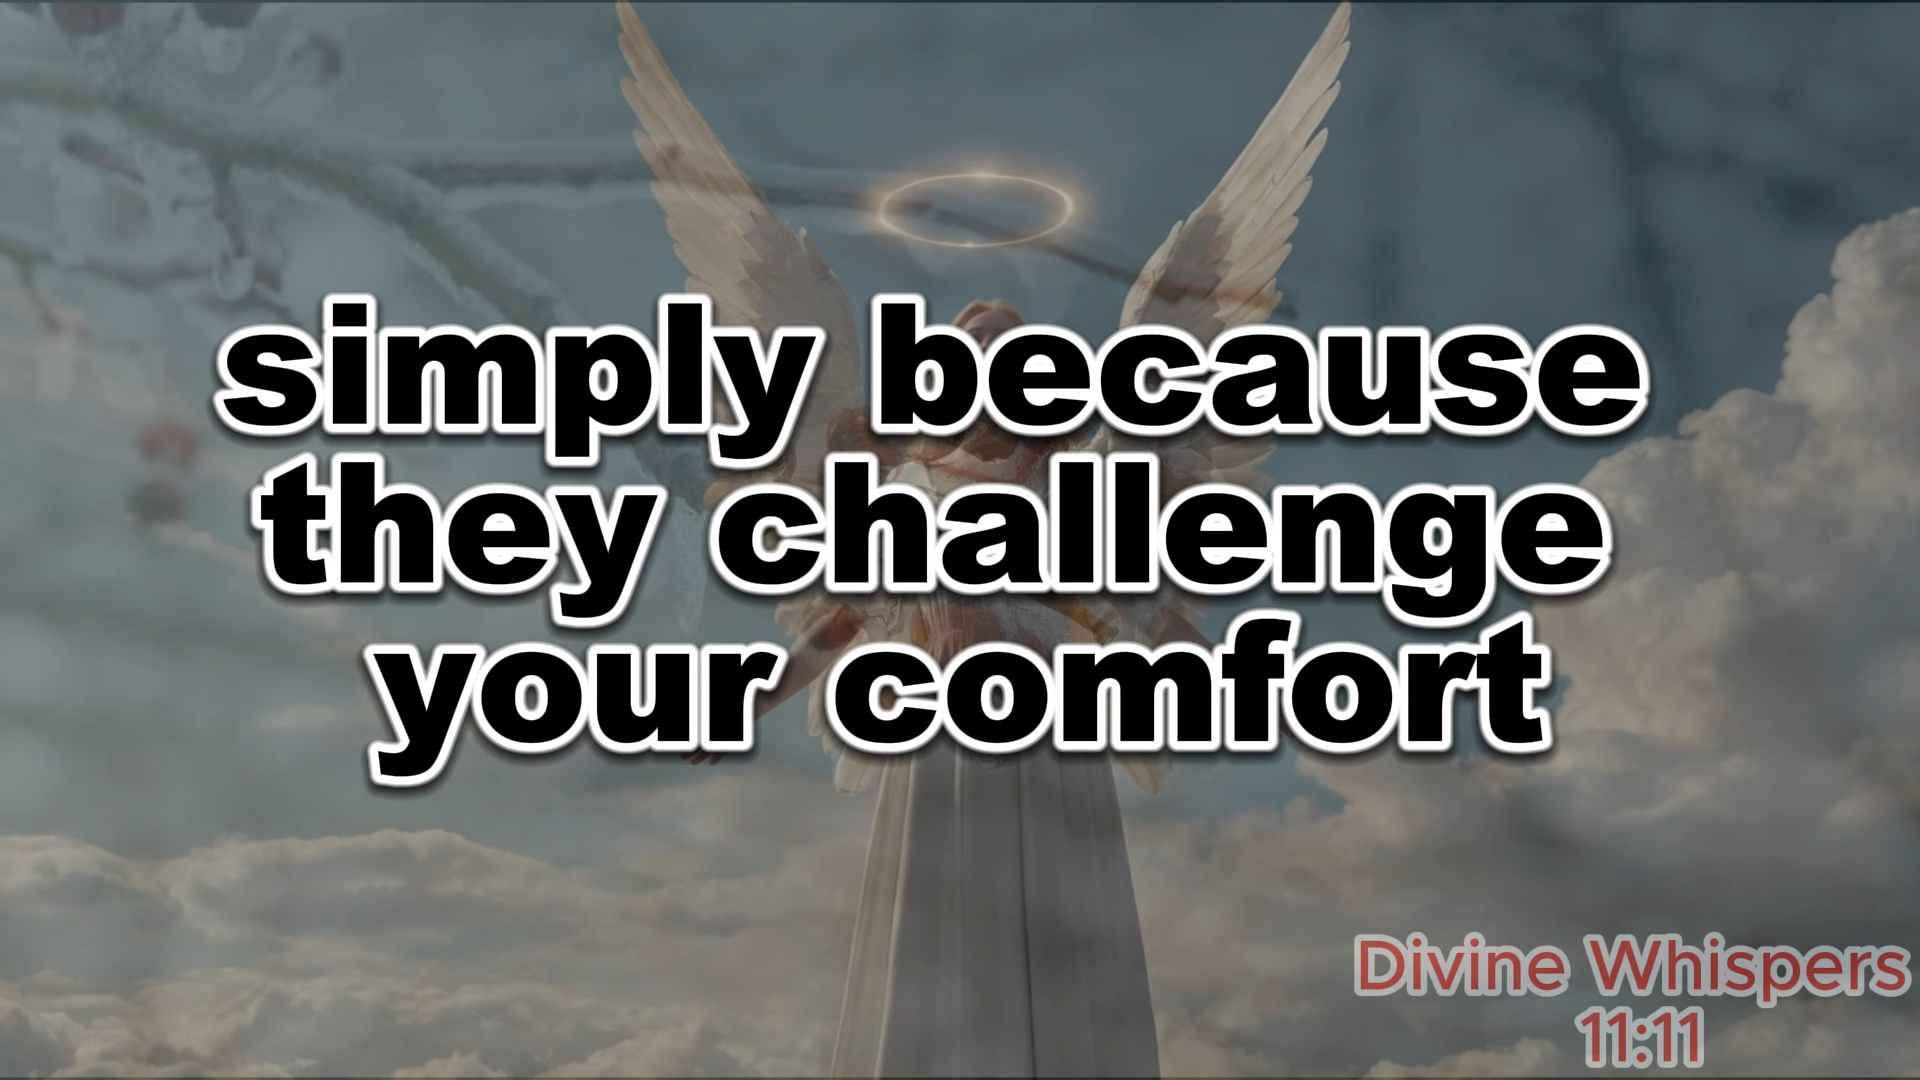 simply because
they challenge
your comfort
Divine Whispers
11:11